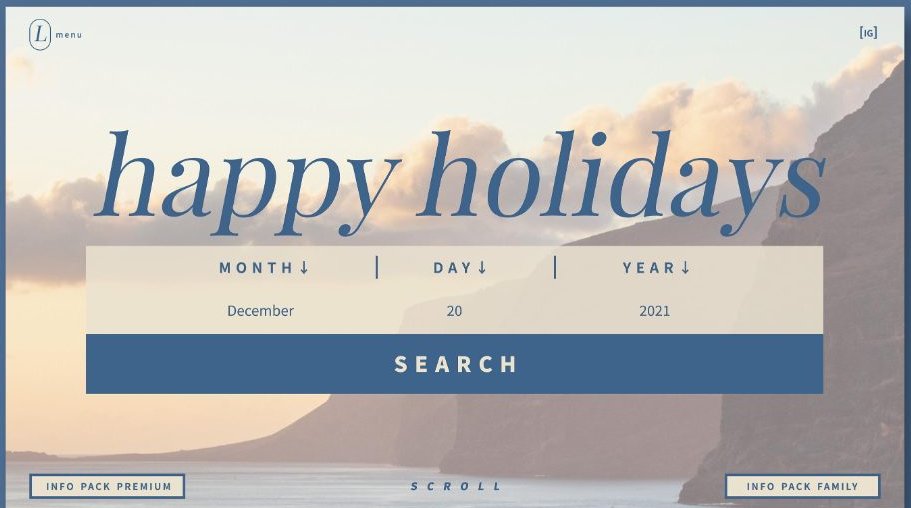 L menu
[IG]
happy holidays
MONTH↓ | DAY↓ | YEAR↓
December 20 2021
SEARCH
INFO PACK PREMIUM SCROLL INFO PACK FAMILY